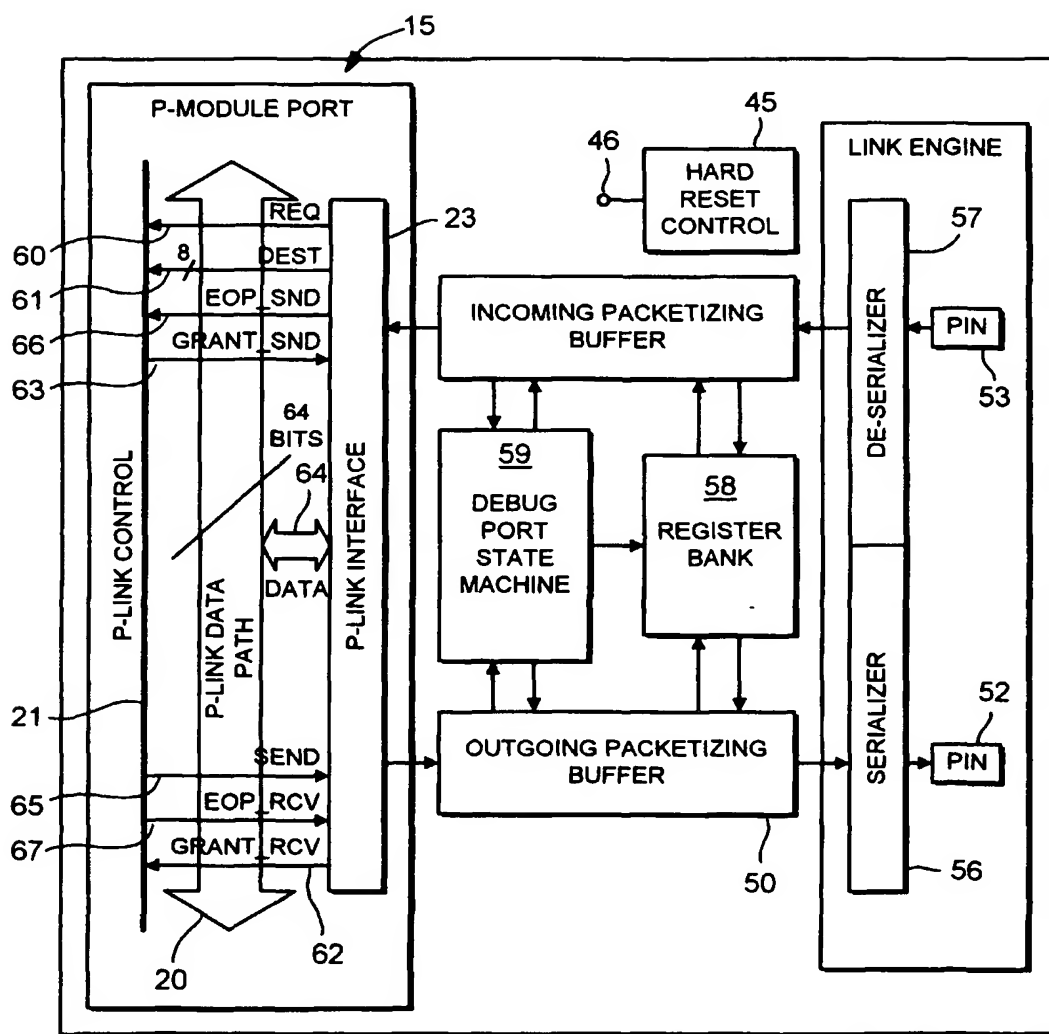 15
P-MODULE PORT
45
46
HARD
RESET
CONTROL
LINK ENGINE
REQ
60
23
8
DEST
61
EOP_SND
66
GRANT_SND
63
INCOMING PACKETIZING
BUFFER
57
PIN
53
DE-SERIALIZER
64
BITS
64
DATA
P-LINK CONTROL
P-LINK DATA
PATH
P-LINK INTERFACE
59
DEBUG
PORT
STATE
MACHINE
58
REGISTER
BANK
21
SEND
65
EOP_RCV
67
GRANT_RCV
OUTGOING PACKETIZING
BUFFER
SERIALIZER
52
PIN
20
62
50
56